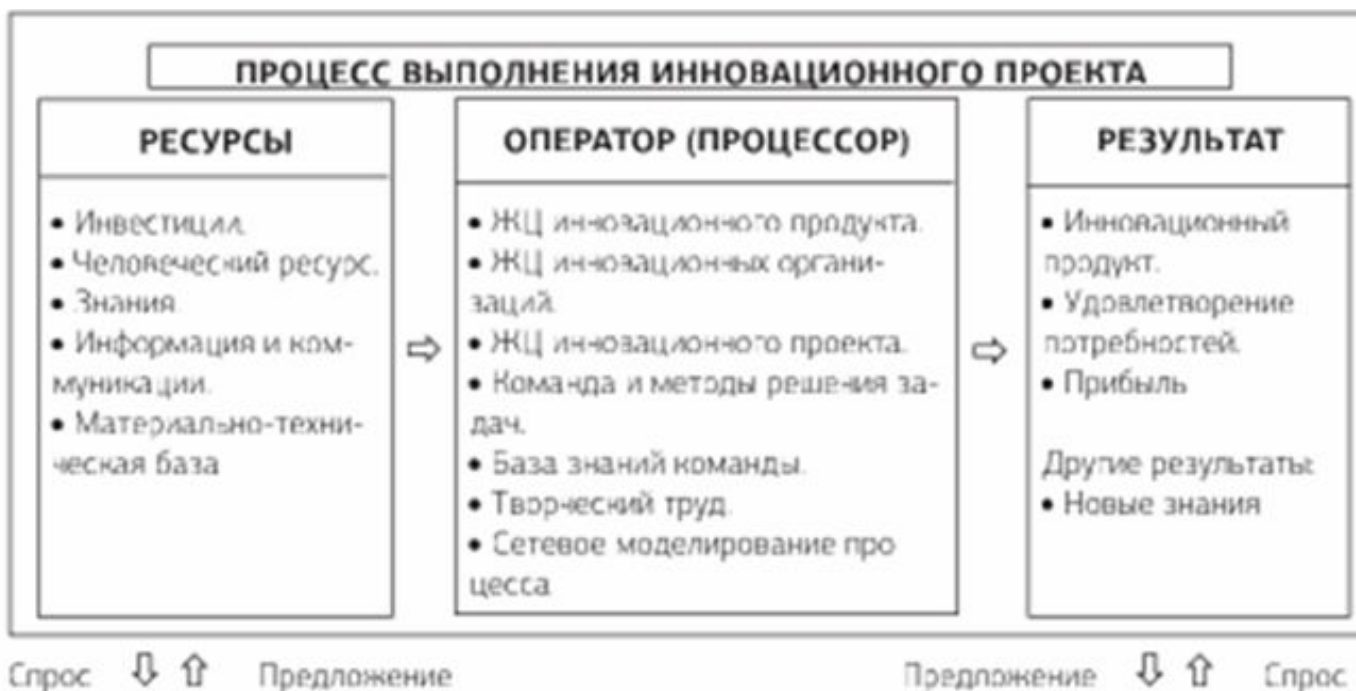 ПРОЦЕСС ВЫПОЛНЕНИЯ ИННОВАЦИОННОГО ПРОЕКТА
РЕСУРСЫ
• Инвестиции.
• Человеческий ресурс.
• Знания.
• Информация и ком-
муникации.
• Материально-техни-
ческая база
ОПЕРАТОР (ПРОЦЕССОР)
• ЖЦ инновационного продукта.
• ЖЦ инновационных органи-
заций.
• ЖЦ инновационного проекта.
• Команда и методы решения за-
дач.
• База знаний команды.
• Творческий труд.
• Сетевое моделирование про
цесса
РЕЗУЛЬТАТ
• Инновационный
продукт.
• Удовлетворение
потребностей.
• Прибыль
Другие результаты:
• Новые знания
Спрос Предложение
Предложение Спрос